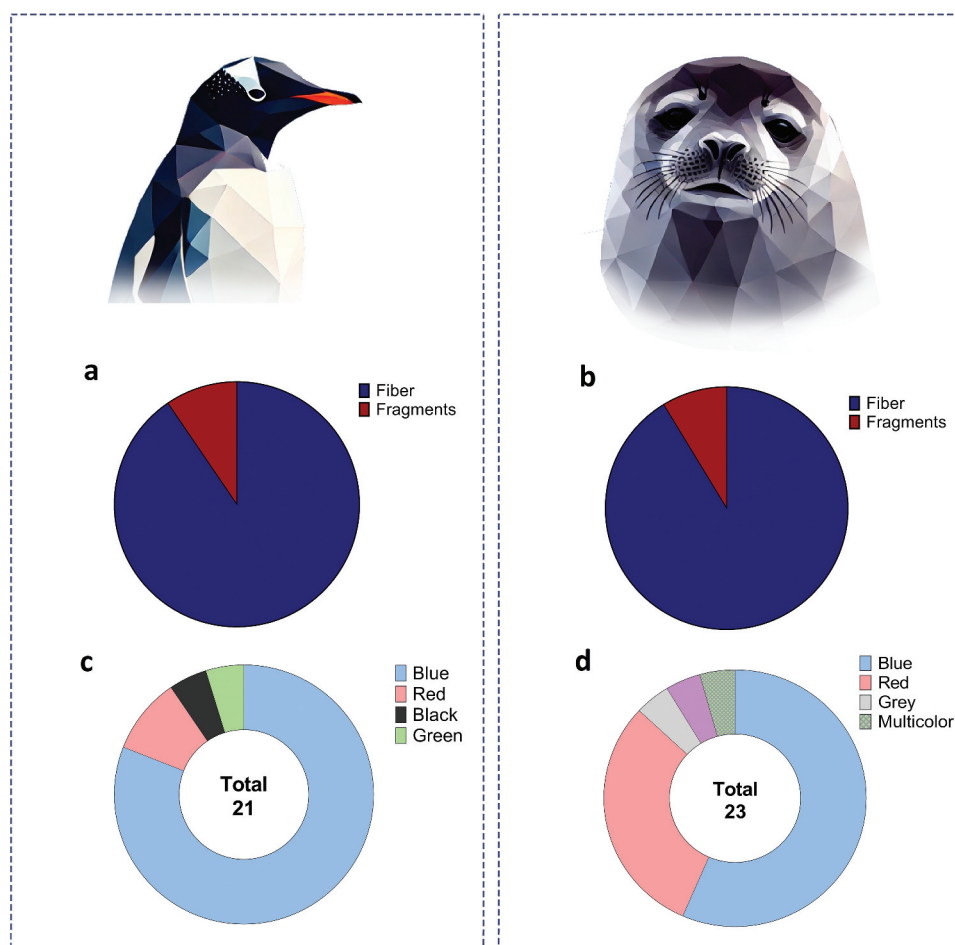 a
Fiber
Fragments
b
Fiber
Fragments
c
Blue
Red
Black
Green
Total
21
d
Blue
Red
Grey
Multicolor
Total
23